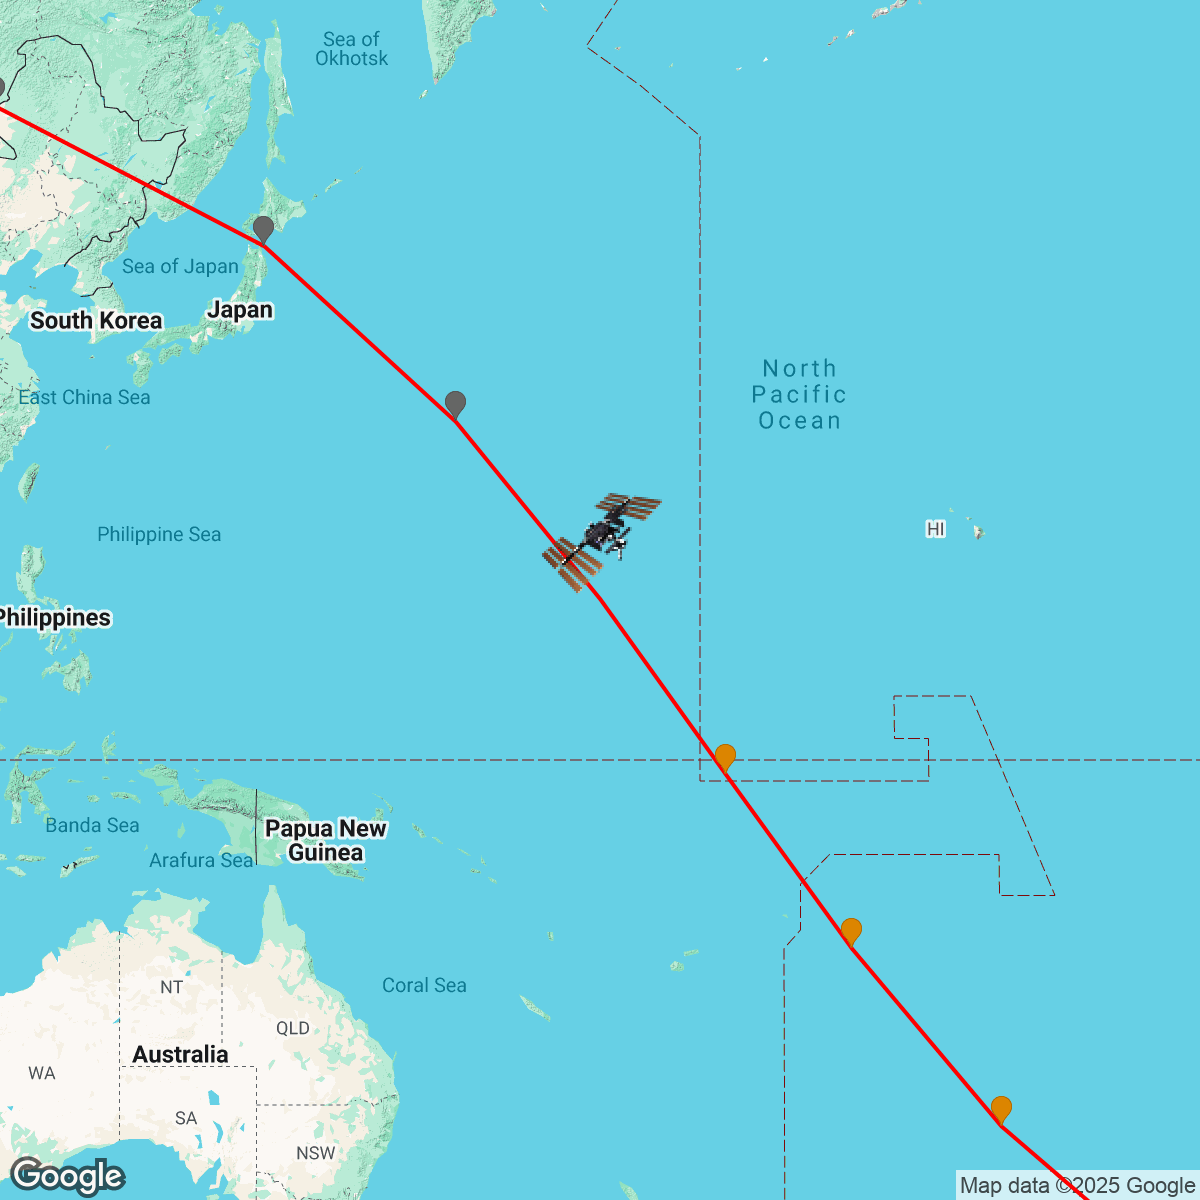 Sea of
Okhotsk
Sea of Japan
Japan
South Korea
North
Pacific
Ocean
East China Sea
HI
Philippine Sea
Philippines
Banda Sea
Papua New
Guinea
Arafura Sea
Coral Sea
NT
QLD
Australia
WA
SA
NSW
Google
Map data ©2025 Google